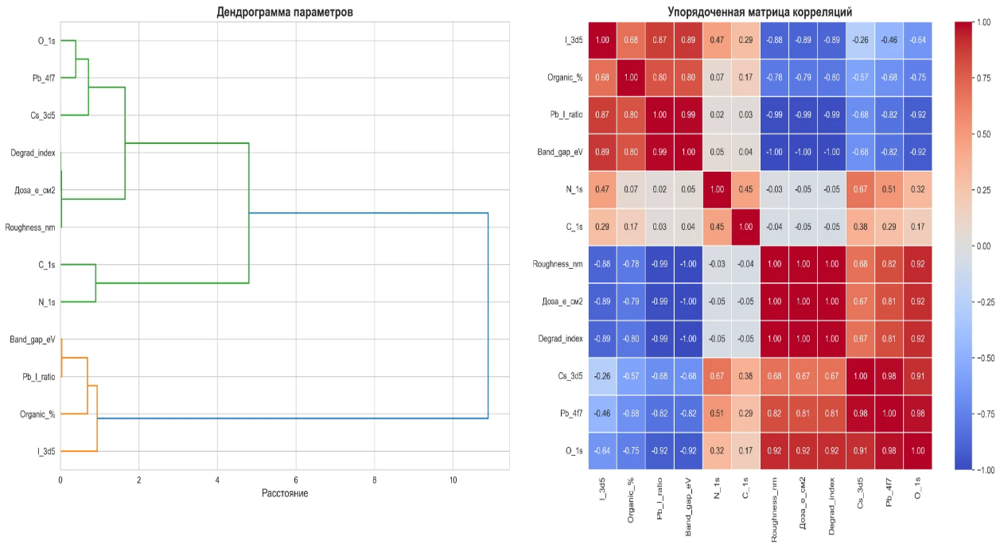 Дендрограмма параметров
O_1s
Pb_4f7
Cs_3d5
Degrad_index
Доза_e_см2
Roughness_nm
C_1s
N_1s
Band_gap_eV
Pb_I_ratio
Organic_%
I_3d5
0 2 4 6 8 10
Расстояние
Упорядоченная матрица корреляций
I_3d5 1.00 0.68 0.87 0.89 0.47 0.29 -0.88 -0.89 -0.89 -0.26 -0.46 -0.64
Organic_% 0.68 1.00 0.80 0.80 0.07 0.17 -0.78 -0.79 -0.80 -0.57 -0.68 -0.75
Pb_I_ratio 0.87 0.80 1.00 0.99 0.02 0.03 -0.99 -0.99 -0.99 -0.68 -0.82 -0.92
Band_gap_eV 0.89 0.80 0.99 1.00 0.05 0.04 -1.00 -1.00 -1.00 -0.68 -0.82 -0.92
N_1s 0.47 0.07 0.02 0.05 1.00 0.45 -0.03 -0.05 -0.05 0.67 0.51 0.32
C_1s 0.29 0.17 0.03 0.04 0.45 1.00 -0.04 -0.05 -0.05 0.38 0.29 0.17
Roughness_nm -0.88 -0.78 -0.99 -1.00 -0.03 -0.04 1.00 1.00 1.00 0.68 0.82 0.92
Доза_e_см2 -0.89 -0.79 -0.99 -1.00 -0.05 -0.05 1.00 1.00 1.00 0.67 0.81 0.92
Degrad_index -0.89 -0.80 -0.99 -1.00 -0.05 -0.05 1.00 1.00 1.00 0.67 0.81 0.92
Cs_3d5 -0.26 -0.57 -0.68 -0.68 0.67 0.38 0.68 0.67 0.67 1.00 0.98 0.91
Pb_4f7 -0.46 -0.68 -0.82 -0.82 0.51 0.29 0.82 0.81 0.81 0.98 1.00 0.98
O_1s -0.64 -0.75 -0.92 -0.92 0.32 0.17 0.92 0.92 0.92 0.91 0.98 1.00
I_3d5
Organic_%
Pb_I_ratio
Band_gap_eV
N_1s
C_1s
Roughness_nm
Доза_e_см2
Degrad_index
Cs_3d5
Pb_4f7
O_1s
1.00
0.75
0.50
0.25
0.00
−0.25
−0.50
−0.75
−1.00